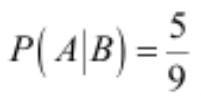 P(A|B) = 5/9